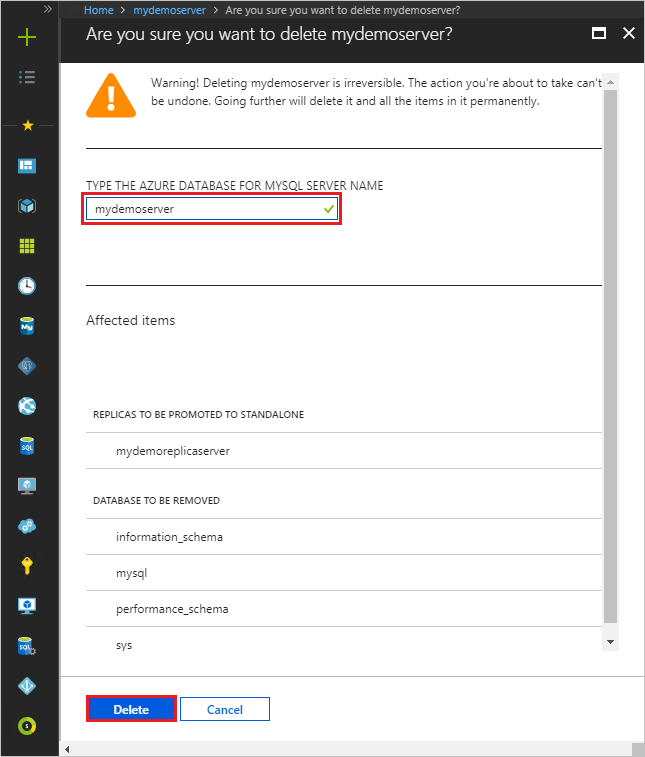 Home > mydemoserver > Are you sure you want to delete mydemoserver?
Are you sure you want to delete mydemoserver?
Warning! Deleting mydemoserver is irreversible. The action you're about to take can't
be undone. Going further will delete it and all the items in it permanently.
TYPE THE AZURE DATABASE FOR MYSQL SERVER NAME
mydemoserver
Affected items
REPLICAS TO BE PROMOTED TO STANDALONE
mydemoreplicaserver
DATABASE TO BE REMOVED
information_schema
mysql
performance_schema
sys
Delete Cancel
My
SQL
SQL